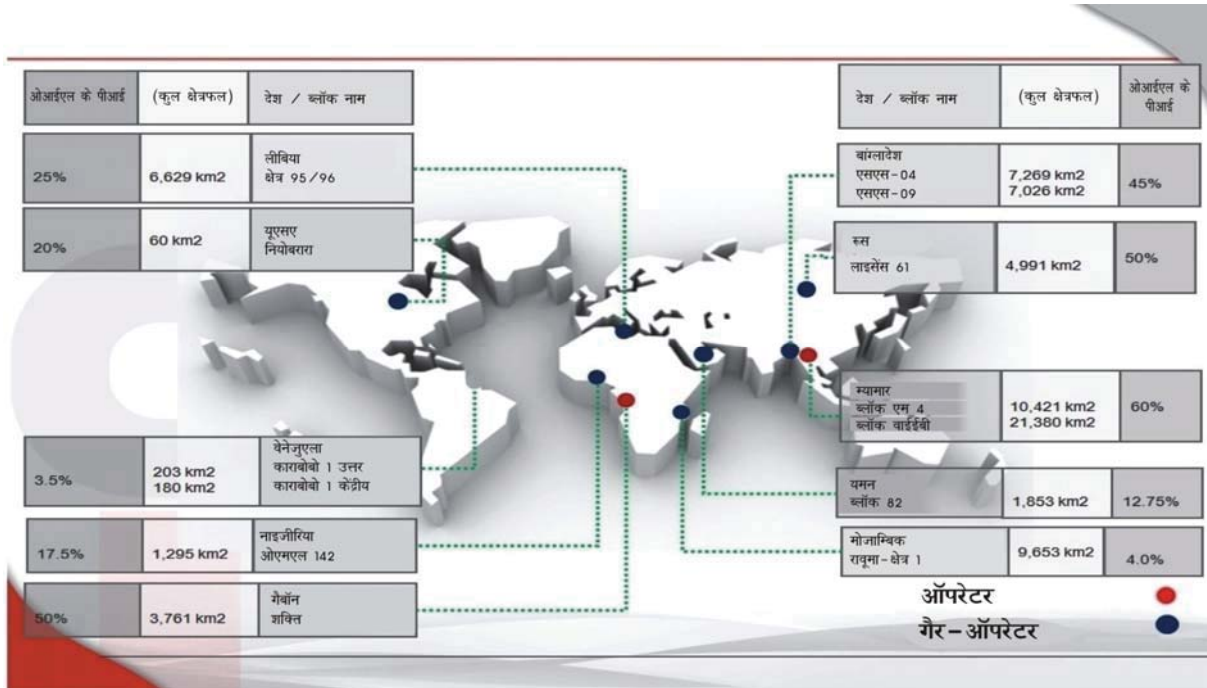 ओआईएल के पीआई (कुल क्षेत्रफल) देश / ब्लॉक नाम
25% 6,629 km2 लीबिया
क्षेत्र 95/96
20% 60 km2 यूएसए
नियोबरारा
3.5% 203 km2 वेनेजुएला
180 km2 काराबोबो 1 उत्तर
काराबोबो 1 केंद्रीय
17.5% 1,295 km2 नाइजीरिया
ओएमएल 142
50% 3,761 km2 गैबॉन
शक्ति
देश / ब्लॉक नाम (कुल क्षेत्रफल) ओआईएल के
पीआई
बांग्लादेश
एसएस-04 7,269 km2 45%
एसएस-09 7,026 km2
रूस
लाइसेंस 61 4,991 km2 50%
म्यामार
ब्लॉक एम 4 10,421 km2 60%
ब्लॉक वाईईबी 21,380 km2
यमन
ब्लॉक 82 1,853 km2 12.75%
मोजाम्बिक
रावूमा-क्षेत्र 1 9,653 km2 4.0%
ऑपरेटर
गैर-ऑपरेटर